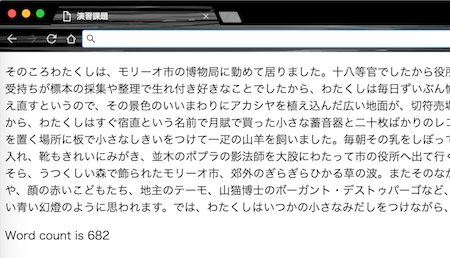 演習課題
そのころわたくしは、モリーオ市の博物局に勤めて居りました。十八等官でしたから役所
受持ちが標本の採集や整理で生れ付き好きなことでしたから、わたくしは毎日ずいぶん愉
え直すというので、その景色のいいまわりにアカシヤを植え込んだ広い地面が、切符売場
から、わたくしはすぐ宿直という名前で月賦で買った小さな蓄音器と二十枚ばかりのレコ
を置く場所に板で小さなしきいをつけて一疋の山羊を飼いました。毎朝その乳をしぼって
入れ、靴もきれいにみがき、並木のポプラの影法師を大股にわたって市の役所へ出て行く
そら、うつくしい森で飾られたモリーオ市、郊外のぎらぎらひかる草の波。またそのなか
や、顔の赤いこどもたち、地主のテーモ、山猫博士のボーガント・デストゥパーゴなど、
い青い幻燈のように思われます。では、わたくしはいつかの小さなみだしをつけながら、
Word count is 682